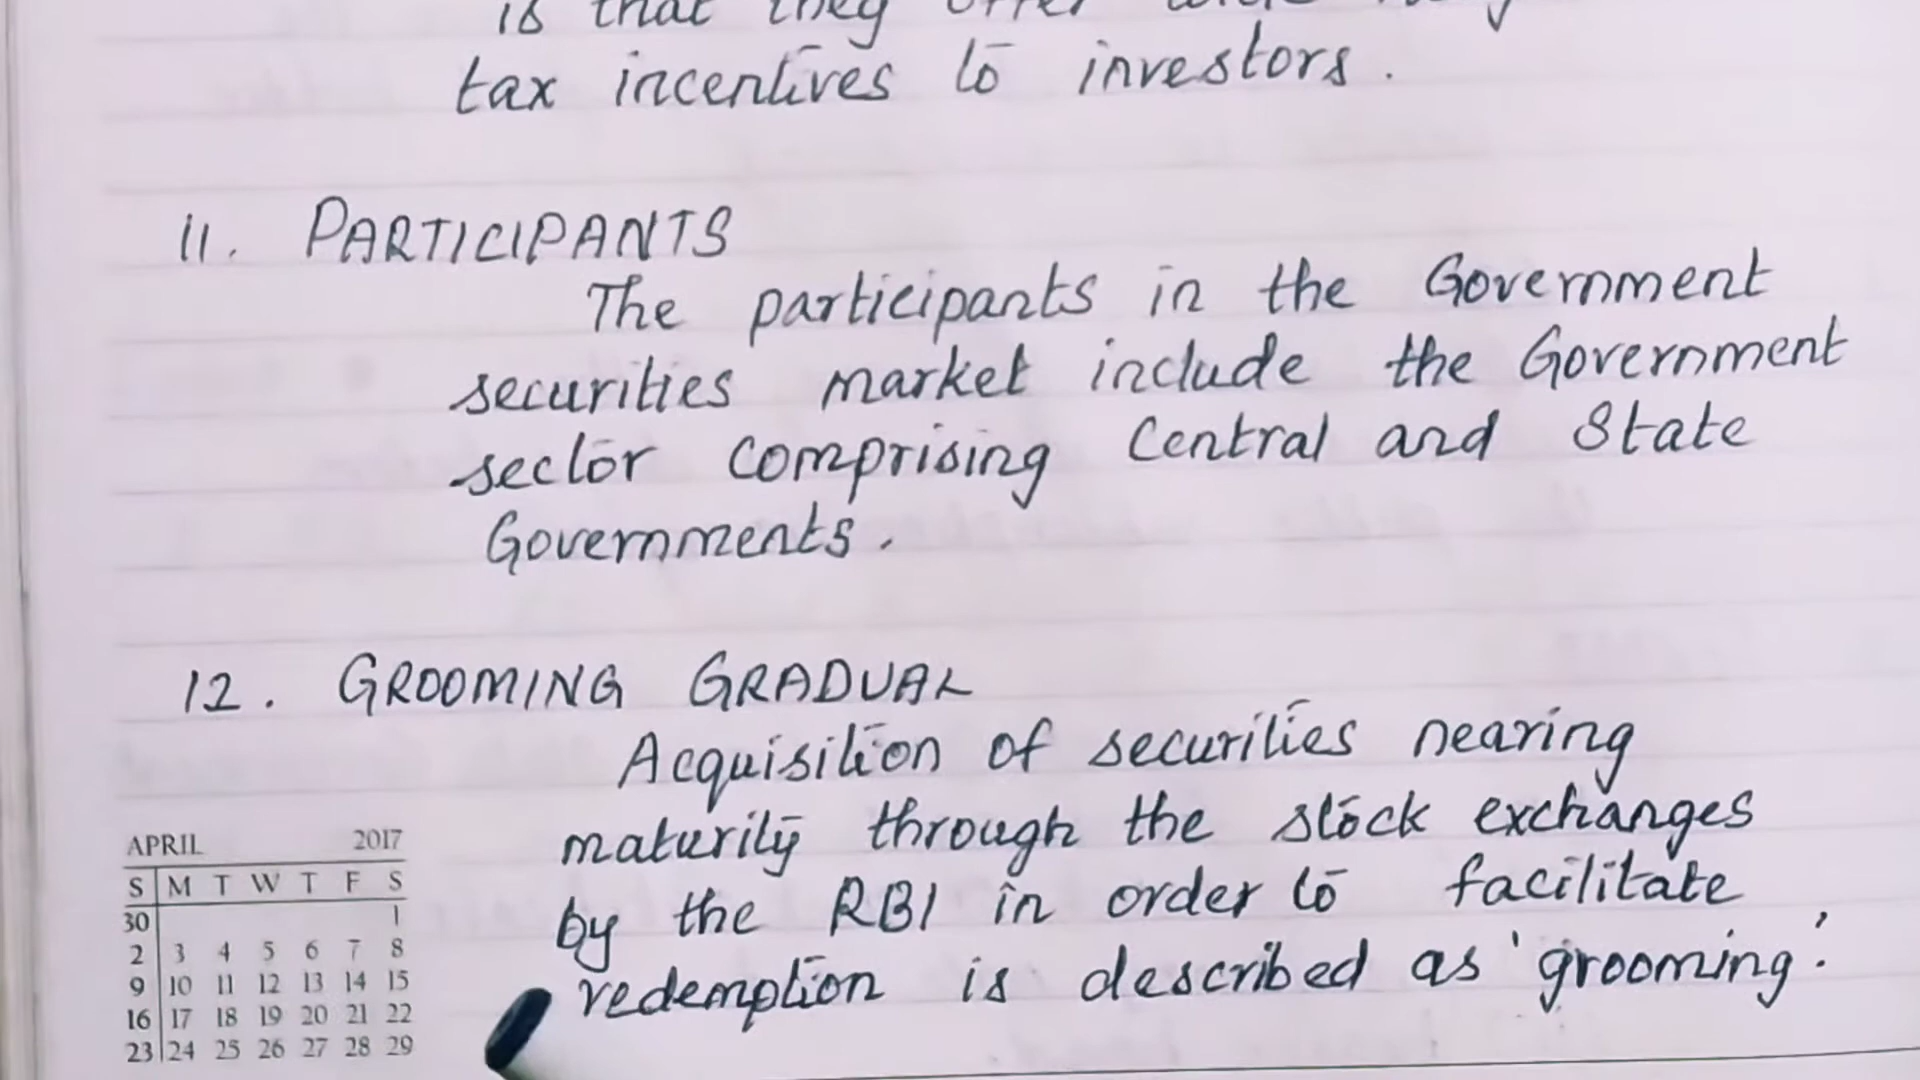 is that they offer
tax incentives to investors.
11. PARTICIPANTS
The participants in the Government
securities market include the Government
sector comprising Central and State
Governments.
12. GROOMING GRADUAL
Acquisition of securities nearing
maturity through the stock exchanges
by the RBI in order to facilitate
redemption is described as 'grooming'.
APRIL 2017
S M T W T F S
30 1
2 3 4 5 6 7 8
9 10 11 12 13 14 15
16 17 18 19 20 21 22
23 24 25 26 27 28 29